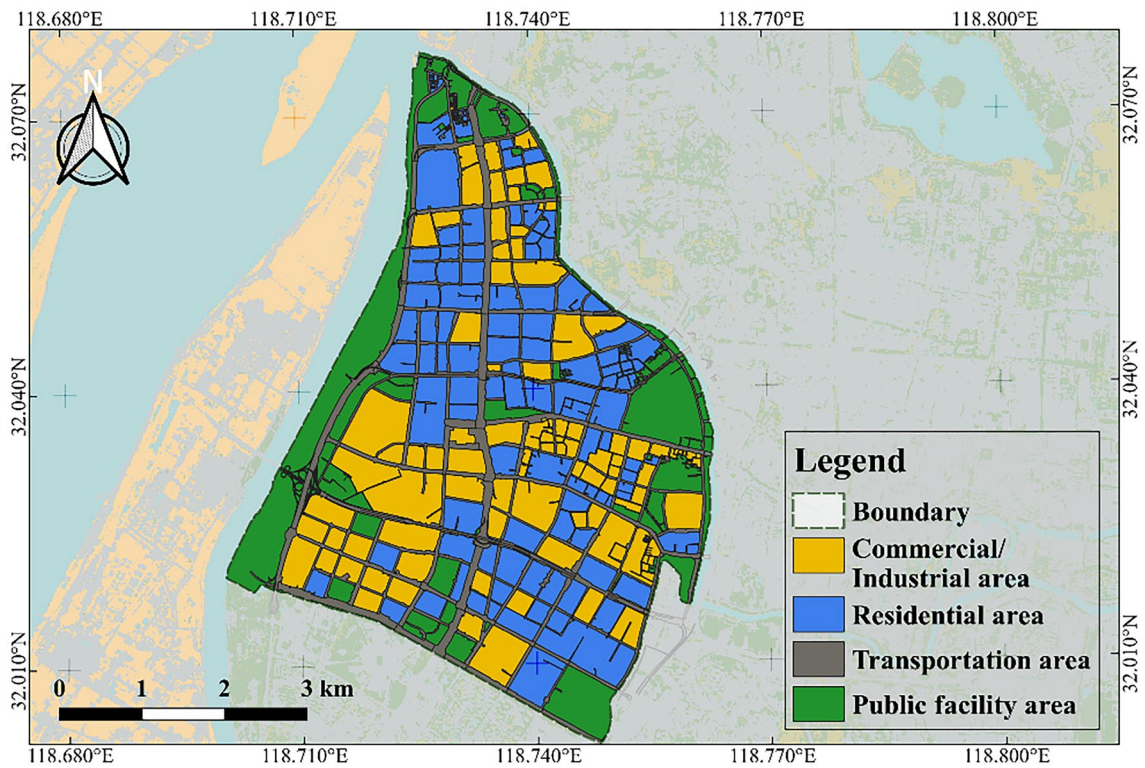 118.680°E 118.710°E 118.740°E 118.770°E 118.800°E
N
32.070°N 32.070°N
32.040°N 32.040°N
Legend
Boundary
Commercial/
Industrial area
Residential area
Transportation area
Public facility area
32.010°N 32.010°N
0 1 2 3 km
118.680°E 118.710°E 118.740°E 118.770°E 118.800°E